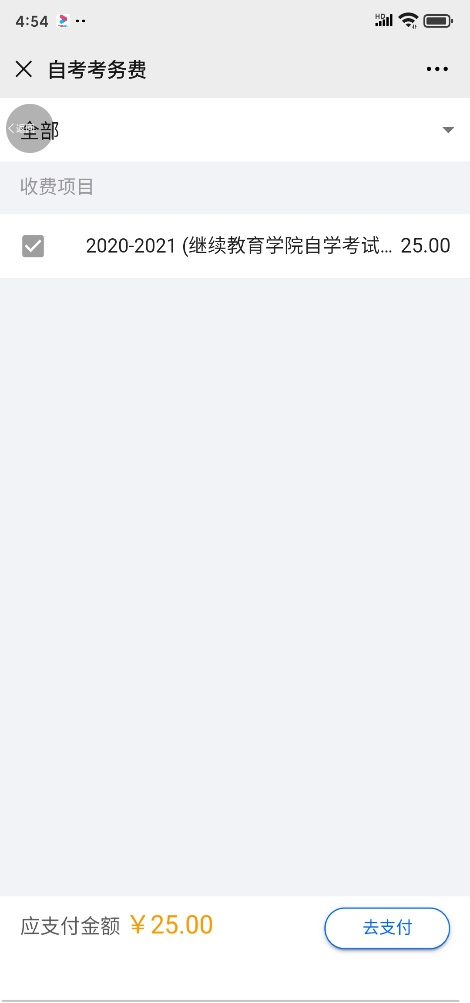 4:54
自考考务费
全部
收费项目
2020-2021 (继续教育学院自学考试... 25.00
应支付金额 ￥25.00
去支付